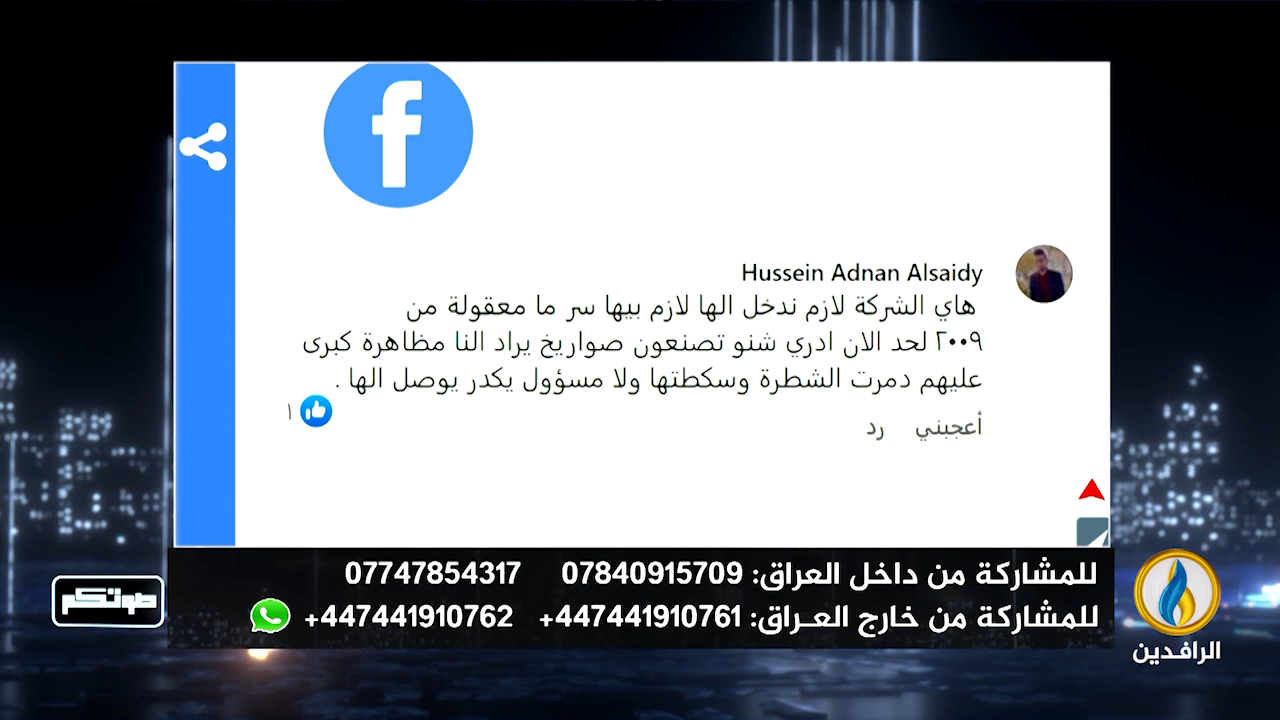 f
Hussein Adnan Alsaidy
هاي الشركة لازم ندخل الها لازم بيها سر ما معقولة من
٢٠٠٩ لحد الان ادري شنو تصنعون صواريخ يراد النا مظاهرة كبرى
عليهم دمرت الشطرة وسكطتها ولا مسؤول يكدر يوصل الها .
١
أعجبني رد
للمشاركة من داخل العراق: 07840915709 07747854317
للمشاركة من خارج العـراق: 447441910761+ 447441910762+
صوتكم
الرافدين